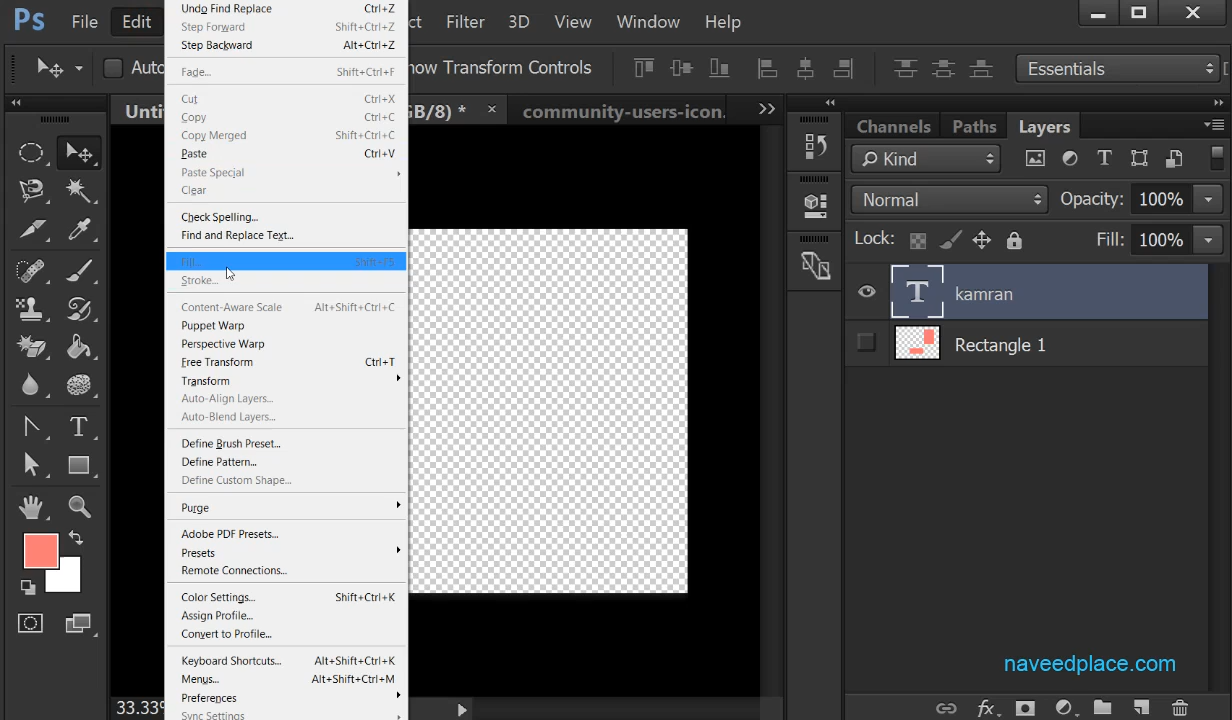 Ps File Edit ct Filter 3D View Window Help
Auto how Transform Controls Essentials
Untit GB/8) * × community-users-icon.
Undo Find Replace Ctrl+Z
Step Forward Shift+Ctrl+Z
Step Backward Alt+Ctrl+Z
Fade... Shift+Ctrl+F
Cut Ctrl+X
Copy Ctrl+C
Copy Merged Shift+Ctrl+C
Paste Ctrl+V
Paste Special
Clear
Check Spelling...
Find and Replace Text...
Fill... Shift+F5
Stroke...
Content-Aware Scale Alt+Shift+Ctrl+C
Puppet Warp
Perspective Warp
Free Transform Ctrl+T
Transform
Auto-Align Layers...
Auto-Blend Layers...
Define Brush Preset...
Define Pattern...
Define Custom Shape...
Purge
Adobe PDF Presets...
Presets
Remote Connections...
Color Settings... Shift+Ctrl+K
Assign Profile...
Convert to Profile...
Keyboard Shortcuts... Alt+Shift+Ctrl+K
Menus... Alt+Shift+Ctrl+M
Preferences
Sync Settings
33.33%
Channels Paths Layers
Kind
Normal Opacity: 100%
Lock: Fill: 100%
kamran
Rectangle 1
naveedplace.com